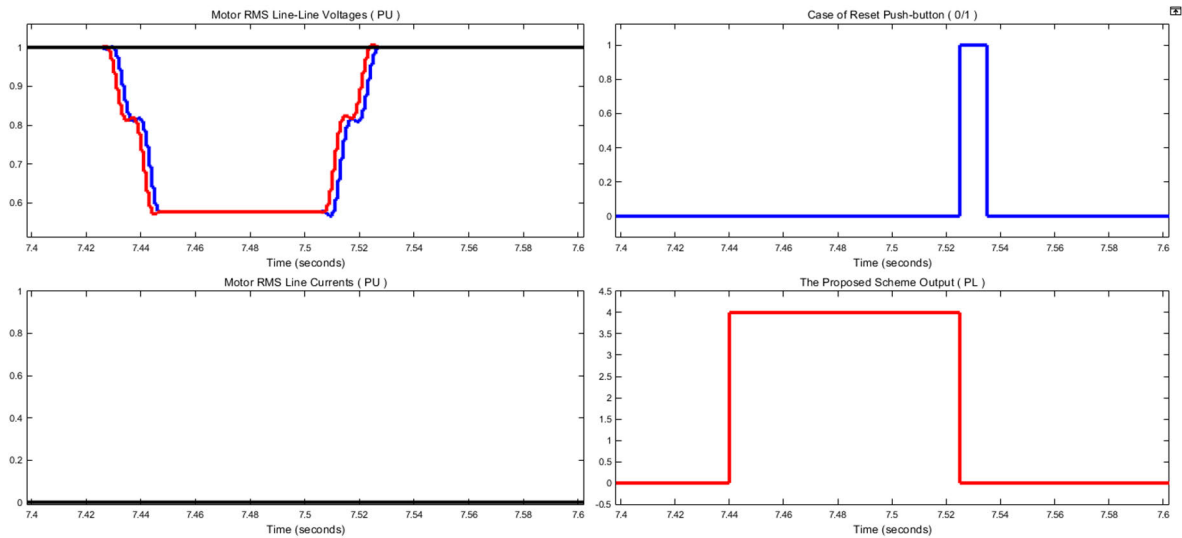 Motor RMS Line-Line Voltages ( PU )
1
0.9
0.8
0.7
0.6
7.4 7.42 7.44 7.46 7.48 7.5 7.52 7.54 7.56 7.58 7.6
Time (seconds)
Case of Reset Push-button ( 0/1 )
1
0.8
0.6
0.4
0.2
0
7.4 7.42 7.44 7.46 7.48 7.5 7.52 7.54 7.56 7.58 7.6
Time (seconds)
Motor RMS Line Currents ( PU )
1
0.8
0.6
0.4
0.2
0
7.4 7.42 7.44 7.46 7.48 7.5 7.52 7.54 7.56 7.58 7.6
Time (seconds)
The Proposed Scheme Output ( PL )
4.5
4
3.5
3
2.5
2
1.5
1
0.5
0
-0.5
7.4 7.42 7.44 7.46 7.48 7.5 7.52 7.54 7.56 7.58 7.6
Time (seconds)